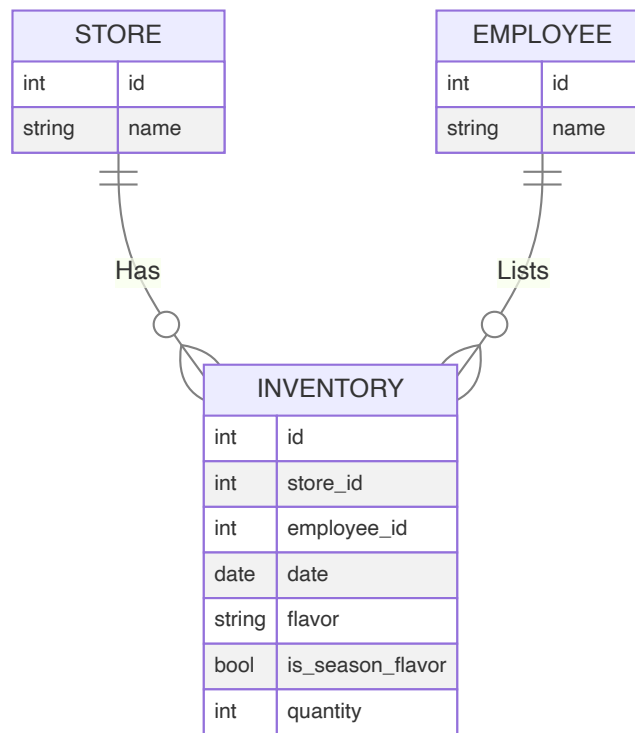 STORE
int id
string name
EMPLOYEE
int id
string name
Has
Lists
INVENTORY
int id
int store_id
int employee_id
date date
string flavor
bool is_season_flavor
int quantity